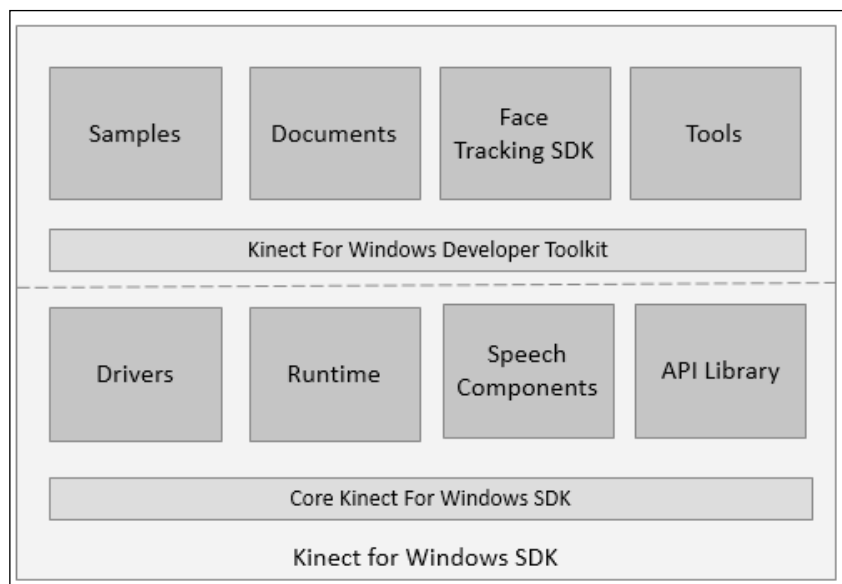 Samples
Documents
Face
Tracking SDK
Tools
Kinect For Windows Developer Toolkit
Drivers
Runtime
Speech
Components
API Library
Core Kinect For Windows SDK
Kinect for Windows SDK